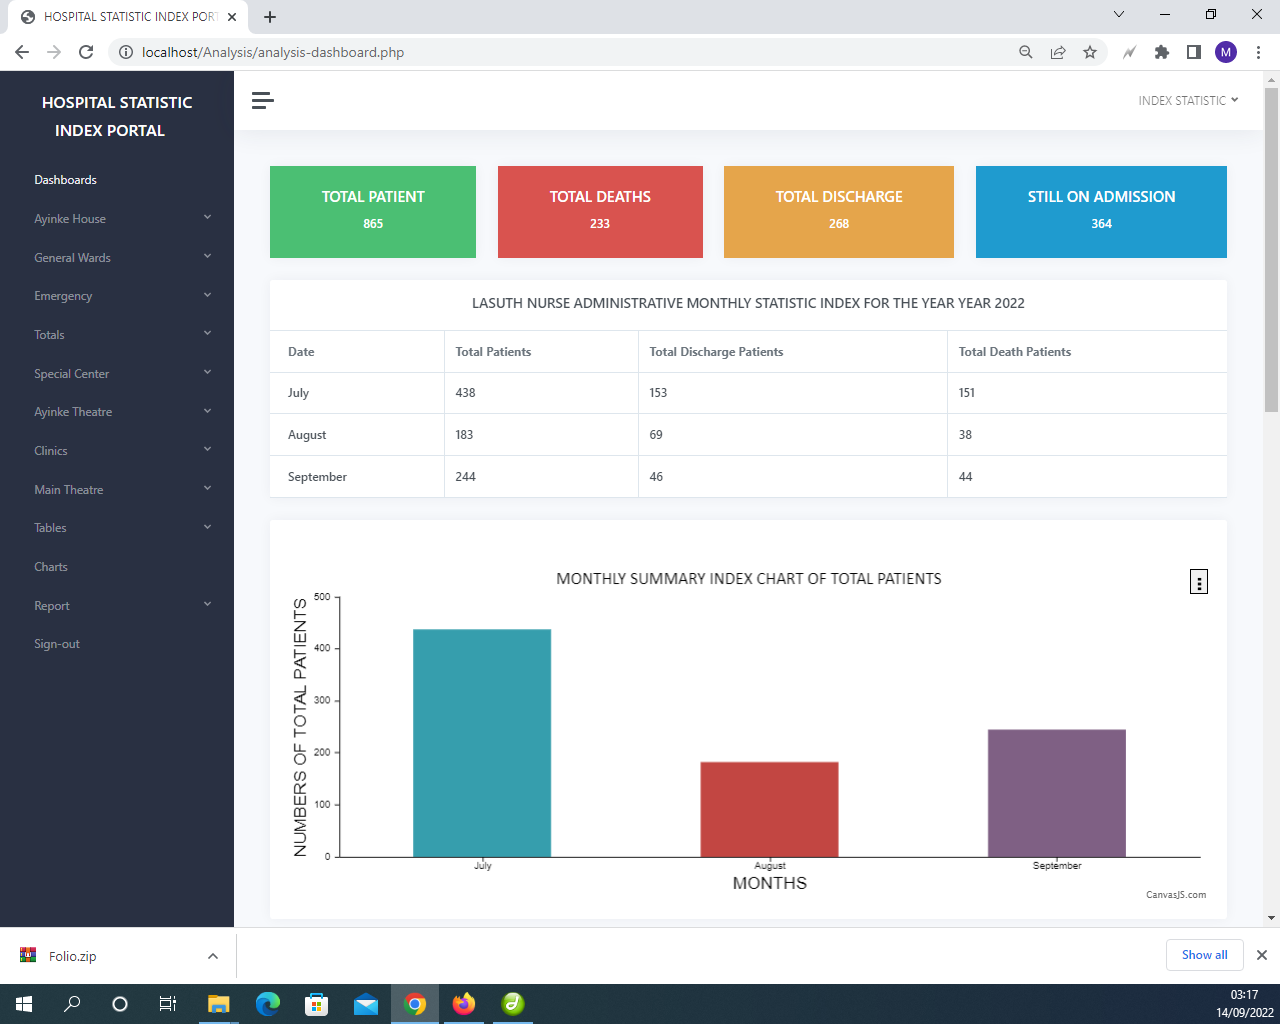 HOSPITAL STATISTIC INDEX POR
localhost/Analysis/analysis-dashboard.php
M
HOSPITAL STATISTIC
INDEX PORTAL
Dashboards
Ayinke House
General Wards
Emergency
Totals
Special Center
Ayinke Theatre
Clinics
Main Theatre
Tables
Charts
Report
Sign-out
INDEX STATISTIC
TOTAL PATIENT
865
TOTAL DEATHS
233
TOTAL DISCHARGE
268
STILL ON ADMISSION
364
LASUTH NURSE ADMINISTRATIVE MONTHLY STATISTIC INDEX FOR THE YEAR YEAR 2022
Date Total Patients Total Discharge Patients Total Death Patients
July 438 153 151
August 183 69 38
September 244 46 44
MONTHLY SUMMARY INDEX CHART OF TOTAL PATIENTS
NUMBERS OF TOTAL PATIENTS
500
400
300
200
100
0
July August September
MONTHS
CanvasJS.com
Folio.zip
Show all
03:17
14/09/2022